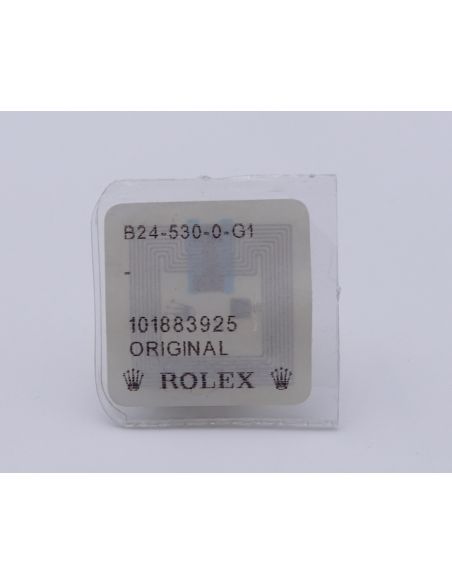 B24-530-0-G1
-
101883925
ORIGINAL
ROLEX